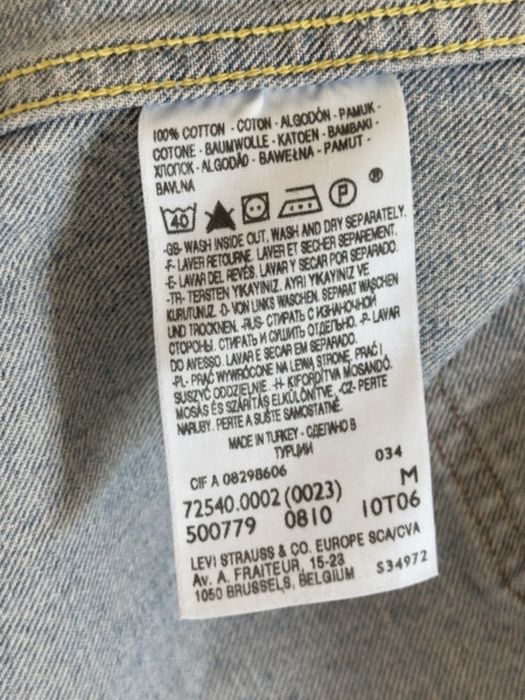 100% COTTON - COTON - ALGODÓN - PAMUK -
COTONE - BAUMWOLLE - KATOEN - BAMBAKI -
ХЛОПОК - ALGODÃO - BAWEŁNA - PAMUT -
BAVLNA
40 P ®
-GB- WASH INSIDE OUT. WASH AND DRY SEPARATELY.
-F- LAVER RETOURNE. LAVER ET SECHER SEPAREMENT.
-E- LAVAR DEL REVÉS. LAVAR Y SECAR POR SEPARADO.
-TR- TERSTEN YIKAYINIZ. AYRI YIKAYINIZ VE
KURUTUNUZ. -D- VON LINKS WASCHEN. SEPARAT WASCHEN
UND TROCKNEN. -RUS- СТИРАТЬ С ИЗНАНОЧНОЙ
СТОРОНЫ. СТИРАТЬ И СУШИТЬ ОТДЕЛЬНО. -P- LAVAR
DO AVESSO. LAVAR E SECAR EM SEPARADO.
-PL- PRAĆ WYWRÓCONE NA LEWĄ STRONĘ. PRAĆ I
SUSZYĆ ODDZIELNIE. -H- KIFORDÍTVA MOSANDÓ.
MOSÁS ÉS SZÁRÍTÁS ELKÜLÖNÍTVE. -CZ- PERTE
NARUBY. PERTE A SUŠTE SAMOSTATNĚ.
MADE IN TURKEY - СДЕЛАНО В
ТУРЦИИ
CIF A 08298606 034
72540.0002 (0023) M
500779 0810 10T06
LEVI STRAUSS & CO. EUROPE SCA/CVA
Av. A. FRAITEUR, 15-23
1050 BRUSSELS, BELGIUM S34972